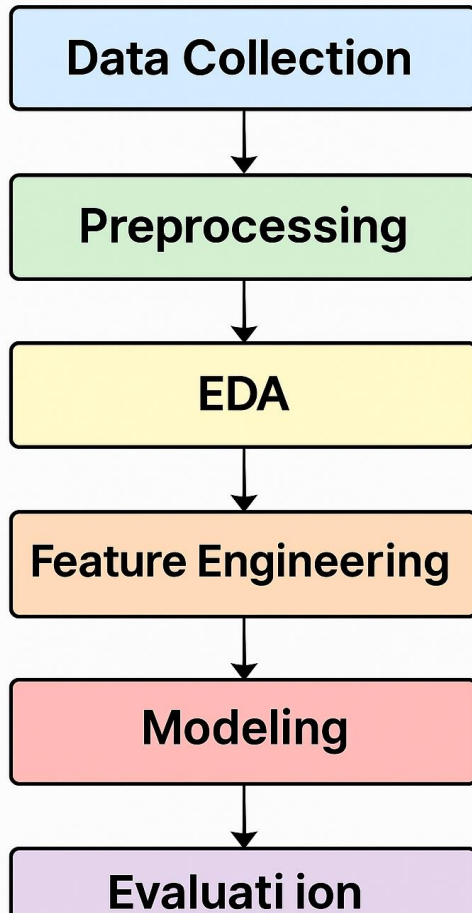 Data Collection
Preprocessing
EDA
Feature Engineering
Modeling
Evaluati ion